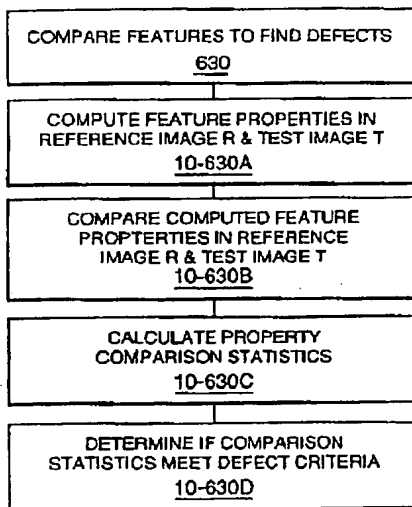 COMPARE FEATURES TO FIND DEFECTS
630
COMPUTE FEATURE PROPERTIES IN
REFERENCE IMAGE R & TEST IMAGE T
10-630A
COMPARE COMPUTED FEATURE
PROPTERTIES IN REFERENCE
IMAGE R & TEST IMAGE T
10-630B
CALCULATE PROPERTY
COMPARISON STATISTICS
10-630C
DETERMINE IF COMPARISON
STATISTICS MEET DEFECT CRITERIA
10-630D